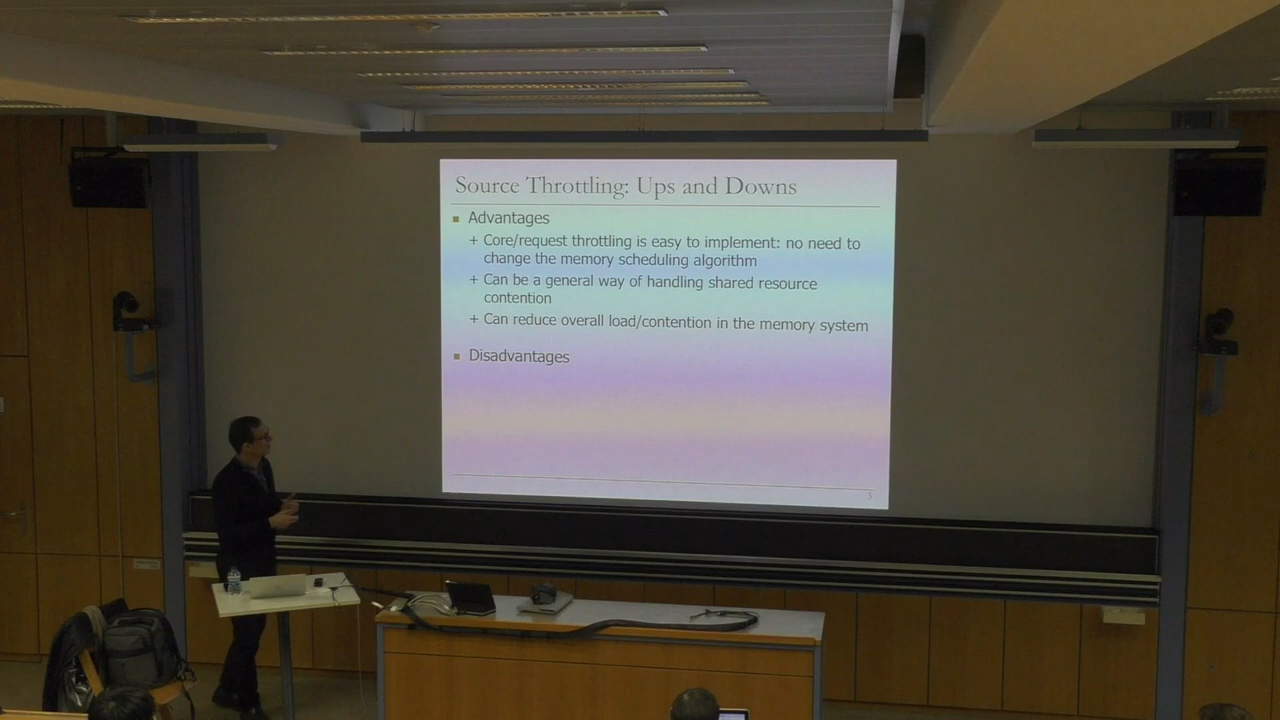 Source Throttling: Ups and Downs
Advantages
+ Core/request throttling is easy to implement: no need to
change the memory scheduling algorithm
+ Can be a general way of handling shared resource
contention
+ Can reduce overall load/contention in the memory system
Disadvantages
5